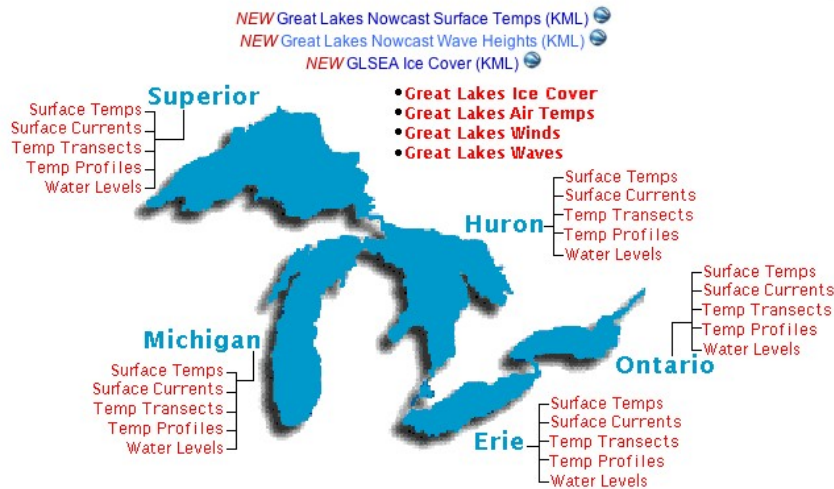 NEW Great Lakes Nowcast Surface Temps (KML)
NEW Great Lakes Nowcast Wave Heights (KML)
NEW GLSEA Ice Cover (KML)
Superior
Surface Temps
Surface Currents
Temp Transects
Temp Profiles
Water Levels
•Great Lakes Ice Cover
•Great Lakes Air Temps
•Great Lakes Winds
•Great Lakes Waves
Huron
Surface Temps
Surface Currents
Temp Transects
Temp Profiles
Water Levels
Michigan
Surface Temps
Surface Currents
Temp Transects
Temp Profiles
Water Levels
Ontario
Surface Temps
Surface Currents
Temp Transects
Temp Profiles
Water Levels
Erie
Surface Temps
Surface Currents
Temp Transects
Temp Profiles
Water Levels